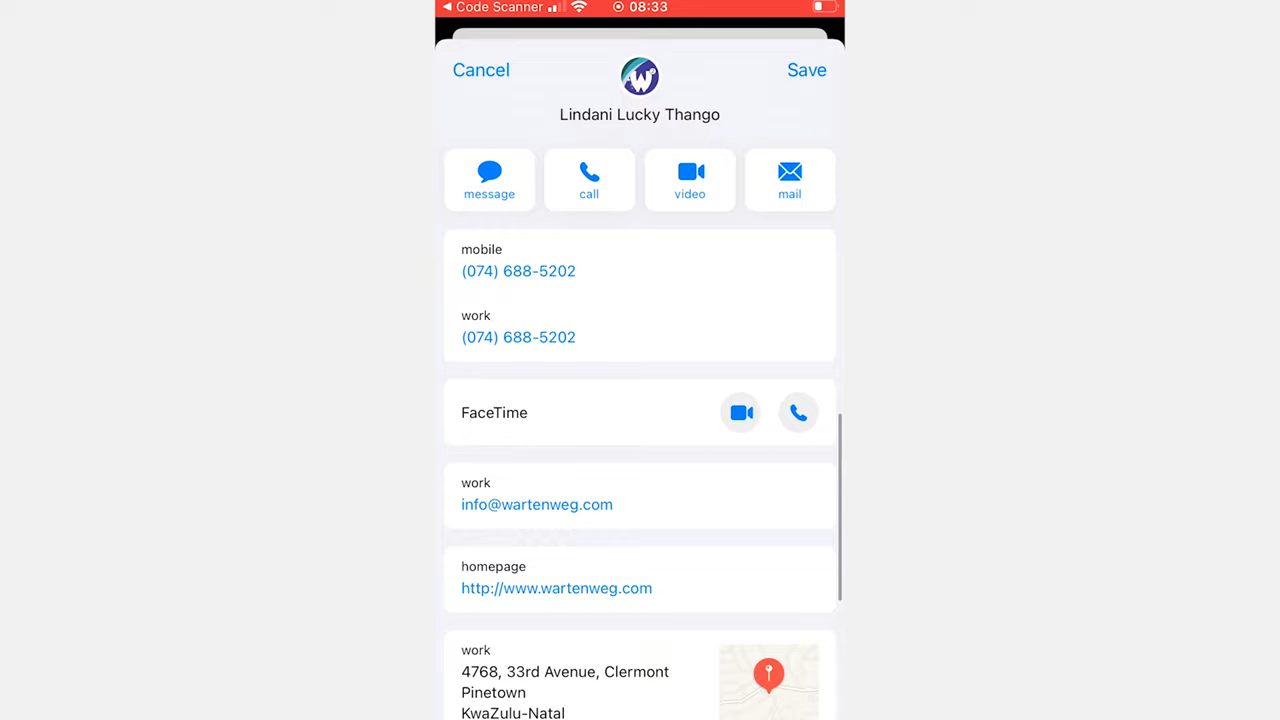 ◀ Code Scanner 08:33
Cancel Save
W
Lindani Lucky Thango
message call video mail
mobile
(074) 688-5202
work
(074) 688-5202
FaceTime
work
info@wartenweg.com
homepage
http://www.wartenweg.com
work
4768, 33rd Avenue, Clermont
Pinetown
KwaZulu-Natal